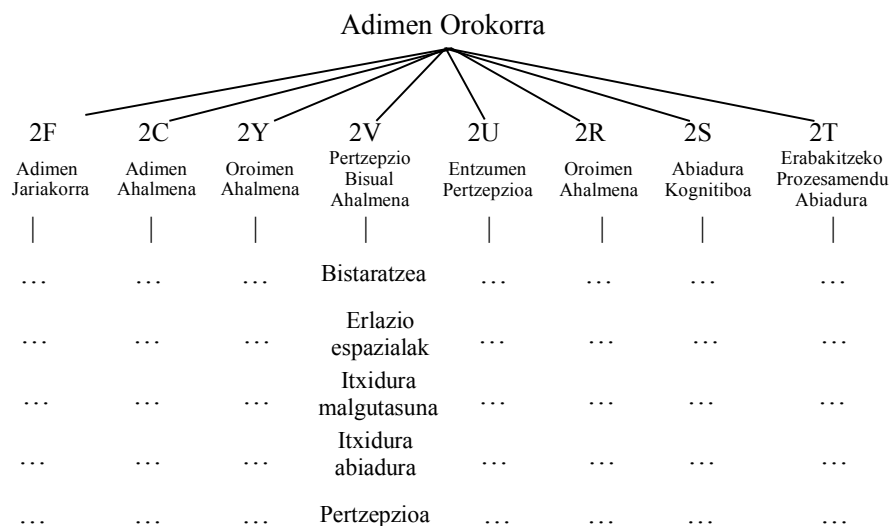 Adimen Orokorra
2F 2C 2Y 2V 2U 2R 2S 2T
Adimen Jariakorra
Adimen Ahalmena
Oroimen Ahalmena
Pertzepzio Bisual Ahalmena
Entzumen Pertzepzioa
Oroimen Ahalmena
Abiadura Kognitiboa
Erabakitzeko Prozesamendu Abiadura
| | | | | | | |
… … … Bistaratzea … … … …
… … … Erlazio espazialak … … … …
… … … Itxidura malgutasuna … … … …
… … … Itxidura abiadura … … … …
… … … Pertzepzioa … … … …